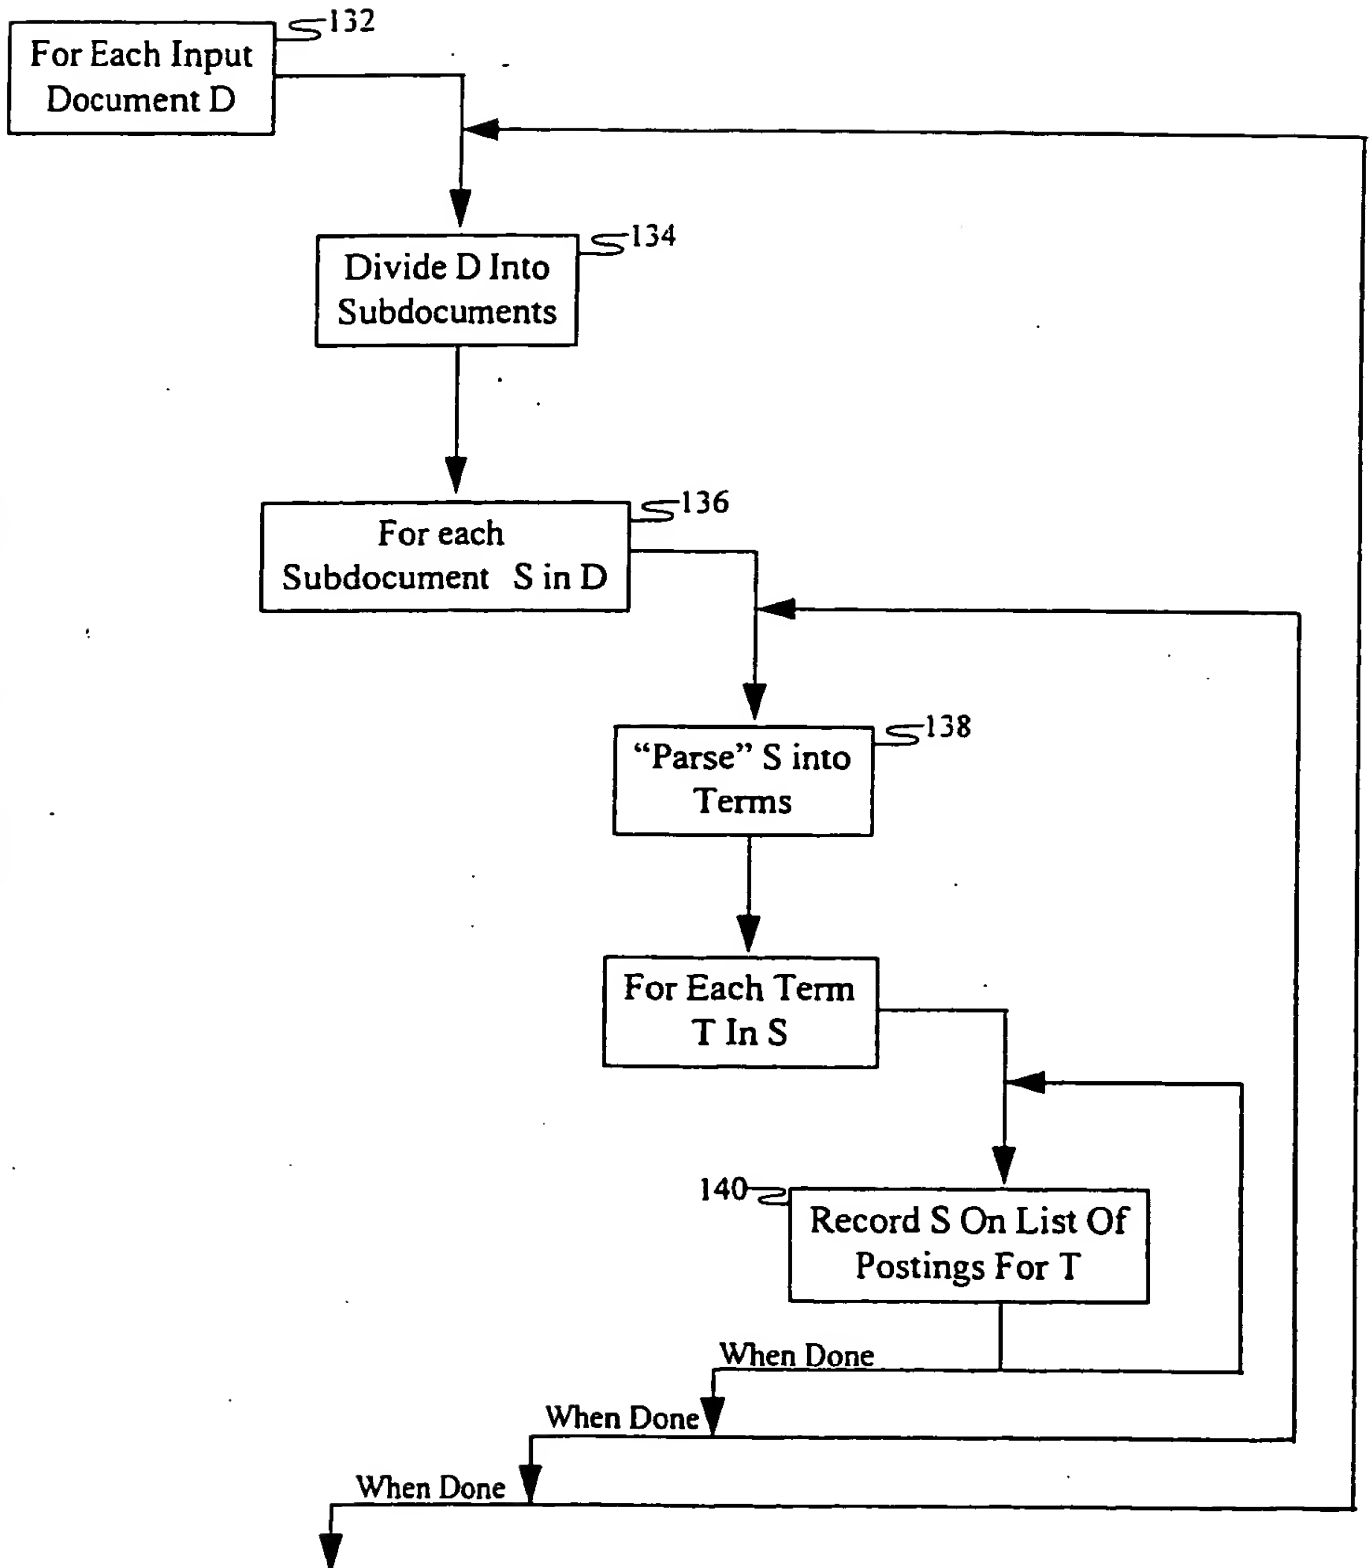 132
For Each Input
Document D
134
Divide D Into
Subdocuments
136
For each
Subdocument S in D
138
“Parse” S into
Terms
For Each Term
T In S
140
Record S On List Of
Postings For T
When Done
When Done
When Done